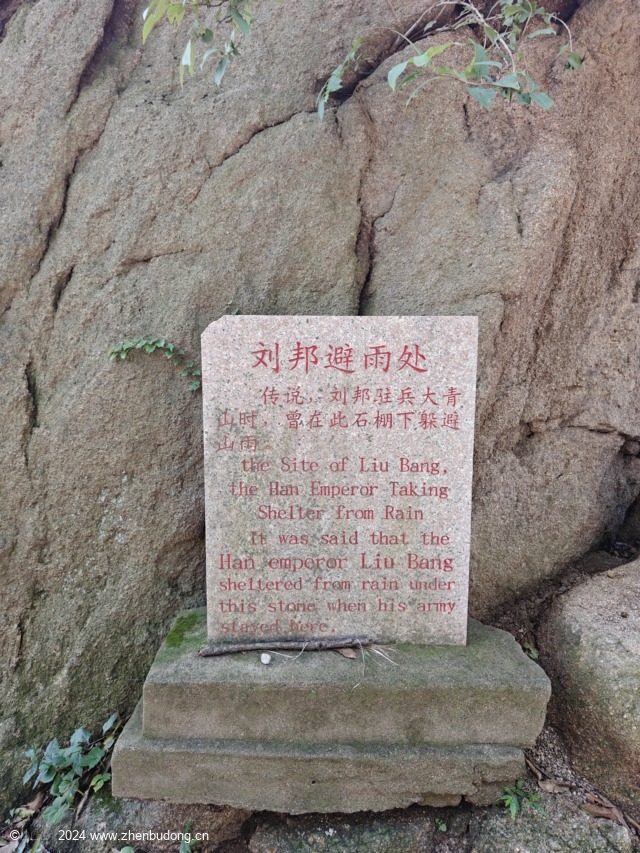 刘邦避雨处
传说，刘邦驻兵大青
山时，曾在此石棚下躲避
山雨。
the Site of Liu Bang,
the Han Emperor Taking
Shelter from Rain
It was said that the
Han emperor Liu Bang
sheltered from rain under
this stone when his army
stayed here.
© 2024 www.zhenbudong.cn